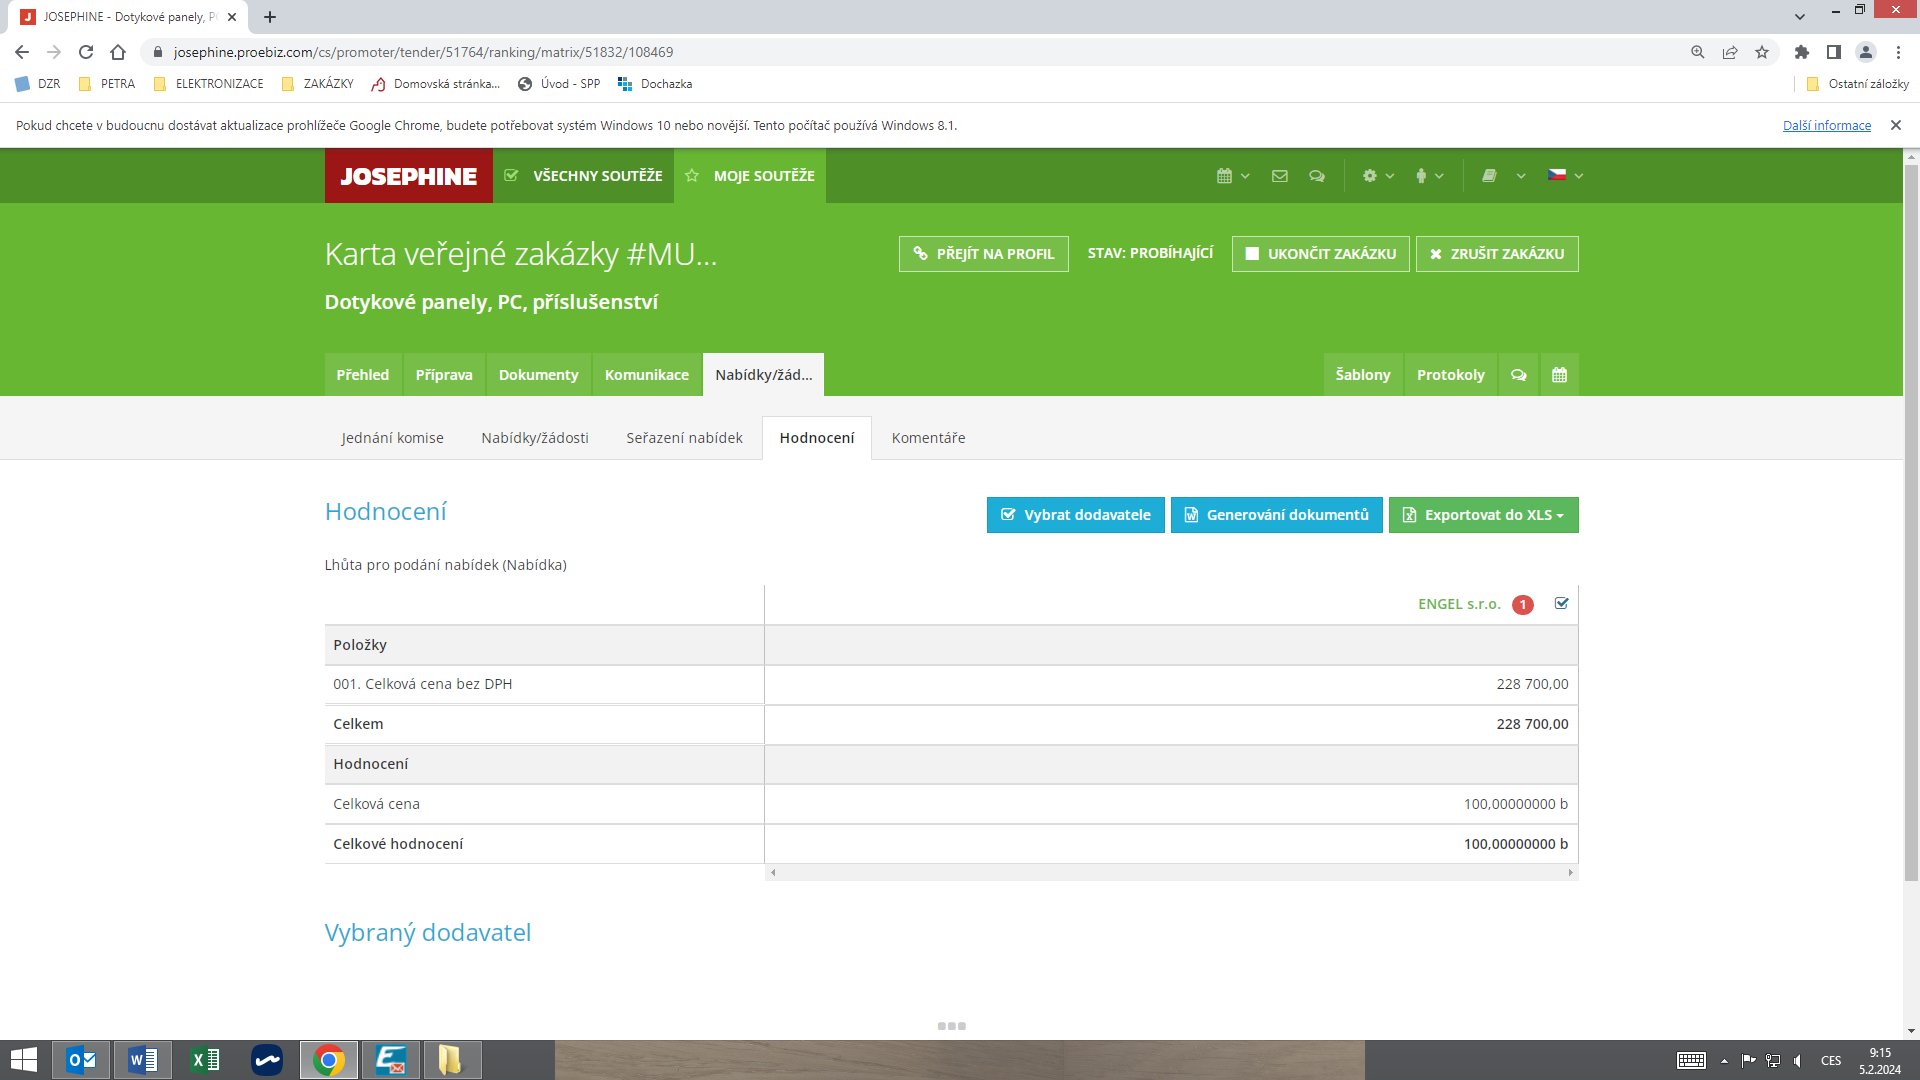 JOSEPHINE - Dotykové panely, PC
josephine.proebiz.com/cs/promoter/tender/51764/ranking/matrix/51832/108469
DZR PETRA ELEKTRONIZACE ZAKÁZKY Domovská stránka... Úvod - SPP Dochazka Ostatní záložky
Pokud chcete v budoucnu dostávat aktualizace prohlížeče Google Chrome, budete potřebovat systém Windows 10 nebo novější. Tento počítač používá Windows 8.1. Další informace
JOSEPHINE VŠECHNY SOUTĚŽE MOJE SOUTĚŽE
Karta veřejné zakázky #MU... PŘEJÍT NA PROFIL STAV: PROBÍHAJÍCÍ UKONČIT ZAKÁZKU ZRUŠIT ZAKÁZKU
Dotykové panely, PC, příslušenství
Přehled Příprava Dokumenty Komunikace Nabídky/žád... Šablony Protokoly
Jednání komise Nabídky/žádosti Seřazení nabídek Hodnocení Komentáře
Hodnocení Vybrat dodavatele Generování dokumentů Exportovat do XLS
Lhůta pro podání nabídek (Nabídka)
ENGEL s.r.o. 1
Položky
001. Celková cena bez DPH 228 700,00
Celkem 228 700,00
Hodnocení
Celková cena 100,00000000 b
Celkové hodnocení 100,00000000 b
Vybraný dodavatel
CES 9:15
5.2.2024